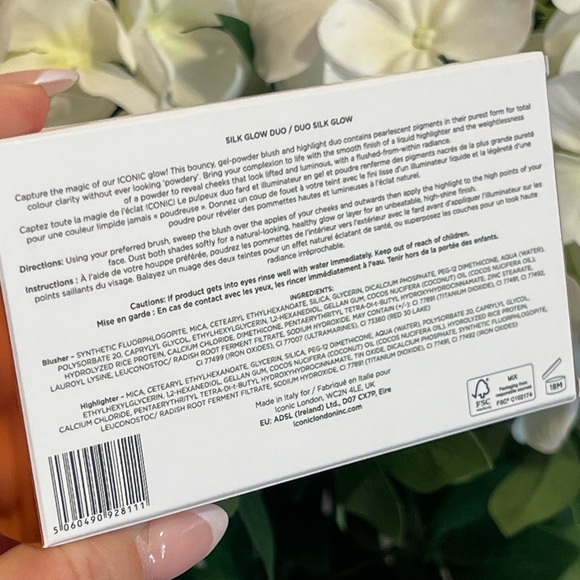 SILK GLOW DUO / DUO SILK GLOW
Capture the magic of our ICONIC glow! This bouncy, gel-powder blush and highlight duo contains pearlescent pigments in their purest form for total
colour clarity without ever looking 'powdery'. Bring your complexion to life with the smooth finish of a liquid highlighter and the weightlessness
of a powder to reveal cheeks that look lifted and luminous, with a flushed-from-within radiance.
Captez toute la magie de l'éclat ICONIC! Le pulpeux duo fard et illuminateur en gel et poudre renferme des pigments nacrés de la plus grande pureté
pour une couleur limpide jamais « poudreuse ». Donnez un coup de fouet à votre teint avec le fini lisse d'un illuminateur liquide et la légèreté d'une
poudre pour révéler des pommettes hautes et lumineuses à l'éclat naturel.
Directions: Using your preferred brush, sweep the blush over the apples of your cheeks and outwards then apply the highlight to the high points of your
face. Dust both shades softly for a natural-looking, healthy glow or layer for an unbeatable, high-shine finish.
Instructions : À l'aide de votre houppe préférée, poudrez les pommettes de l'intérieur vers l'extérieur avec le fard avant d'appliquer l'illuminateur sur les
points saillants du visage. Balayez un nuage des deux teintes pour un effet naturel éclatant de santé, ou superposez les couches pour un look haute
radiance irréprochable.
Cautions: If product gets into eyes rinse well with water immediately. Keep out of reach of children.
Mise en garde : En cas de contact avec les yeux, les rincer immédiatement à l'eau. Tenir hors de la portée des enfants.
INGREDIENTS:
Blusher - SYNTHETIC FLUORPHLOGOPITE, MICA, CETEARYL ETHYLHEXANOATE, SILICA, GLYCERIN, DICALCIUM PHOSPHATE, PEG-12 DIMETHICONE, AQUA (WATER),
POLYSORBATE 20, CAPRYLYL GLYCOL, ETHYLHEXYLGLYCERIN, 1,2-HEXANEDIOL, GELLAN GUM, COCOS NUCIFERA (COCONUT) OIL (COCOS NUCIFERA OIL),
HYDROLYZED RICE PROTEIN, CALCIUM CHLORIDE, DIMETHICONE, PENTAERYTHRITYL TETRA-DI-T-BUTYL HYDROXYHYDROCINNAMATE, ZINC STEARATE,
LAUROYL LYSINE, LEUCONOSTOC/ RADISH ROOT FERMENT FILTRATE, SODIUM HYDROXIDE. MAY CONTAIN (+/-) CI 77891 (TITANIUM DIOXIDE), CI 77491, CI 77492,
CI 77499 (IRON OXIDES), CI 77007 (ULTRAMARINES), CI 73360 (RED 30 LAKE)
Highlighter - MICA, CETEARYL ETHYLHEXANOATE, GLYCERIN, SILICA, PEG-12 DIMETHICONE, AQUA (WATER), POLYSORBATE 20, CAPRYLYL GLYCOL,
ETHYLHEXYLGLYCERIN, 1,2-HEXANEDIOL, GELLAN GUM, COCOS NUCIFERA (COCONUT) OIL (COCOS NUCIFERA OIL), HYDROLYZED RICE PROTEIN,
CALCIUM CHLORIDE, PENTAERYTHRITYL TETRA-DI-T-BUTYL HYDROXYHYDROCINNAMATE, TIN OXIDE, DICALCIUM PHOSPHATE, SYNTHETIC FLUORPHLOGOPITE,
LEUCONOSTOC/ RADISH ROOT FERMENT FILTRATE, SODIUM HYDROXIDE, CI 77891 (TITANIUM DIOXIDE), CI 77491, CI 77492 (IRON OXIDES)
Made in Italy for / Fabriqué en Italie pour
Iconic London, WC2N 4LE, UK
EU: ADSL (Ireland) Ltd., D07 CX7P, Eire
iconiclondoninc.com
FSC
MIX
Packaging from
responsible sources
FSC® C108174
18M
5 060490 928111